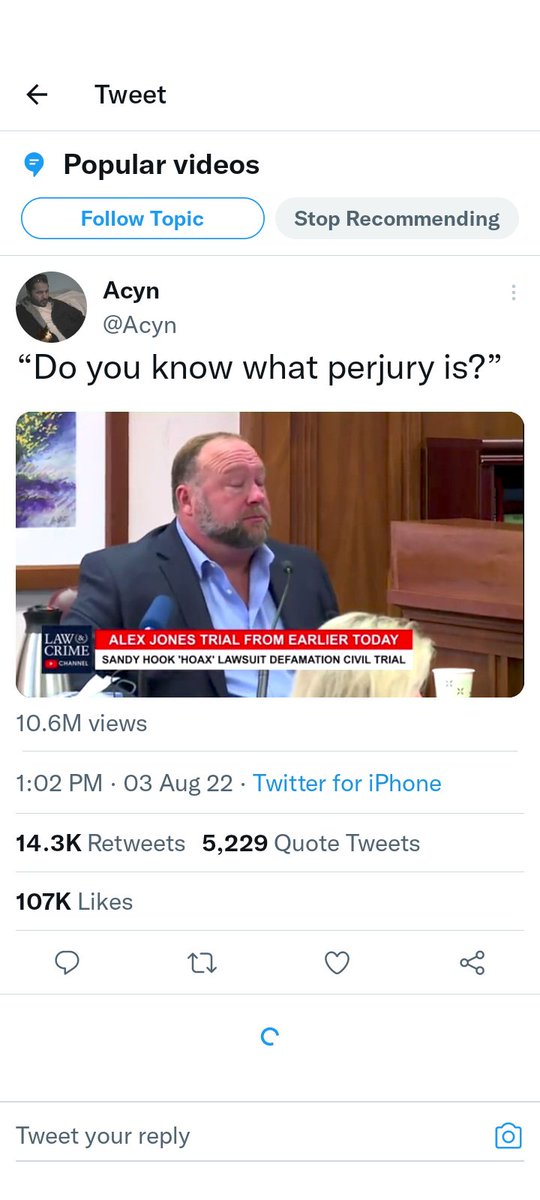 Tweet
Popular videos
Follow Topic
Stop Recommending
Acyn
@Acyn
“Do you know what perjury is?”
LAW&
CRIME
CHANNEL
ALEX JONES TRIAL FROM EARLIER TODAY
SANDY HOOK 'HOAX' LAWSUIT DEFAMATION CIVIL TRIAL
10.6M views
1:02 PM · 03 Aug 22 · Twitter for iPhone
14.3K Retweets 5,229 Quote Tweets
107K Likes
Tweet your reply